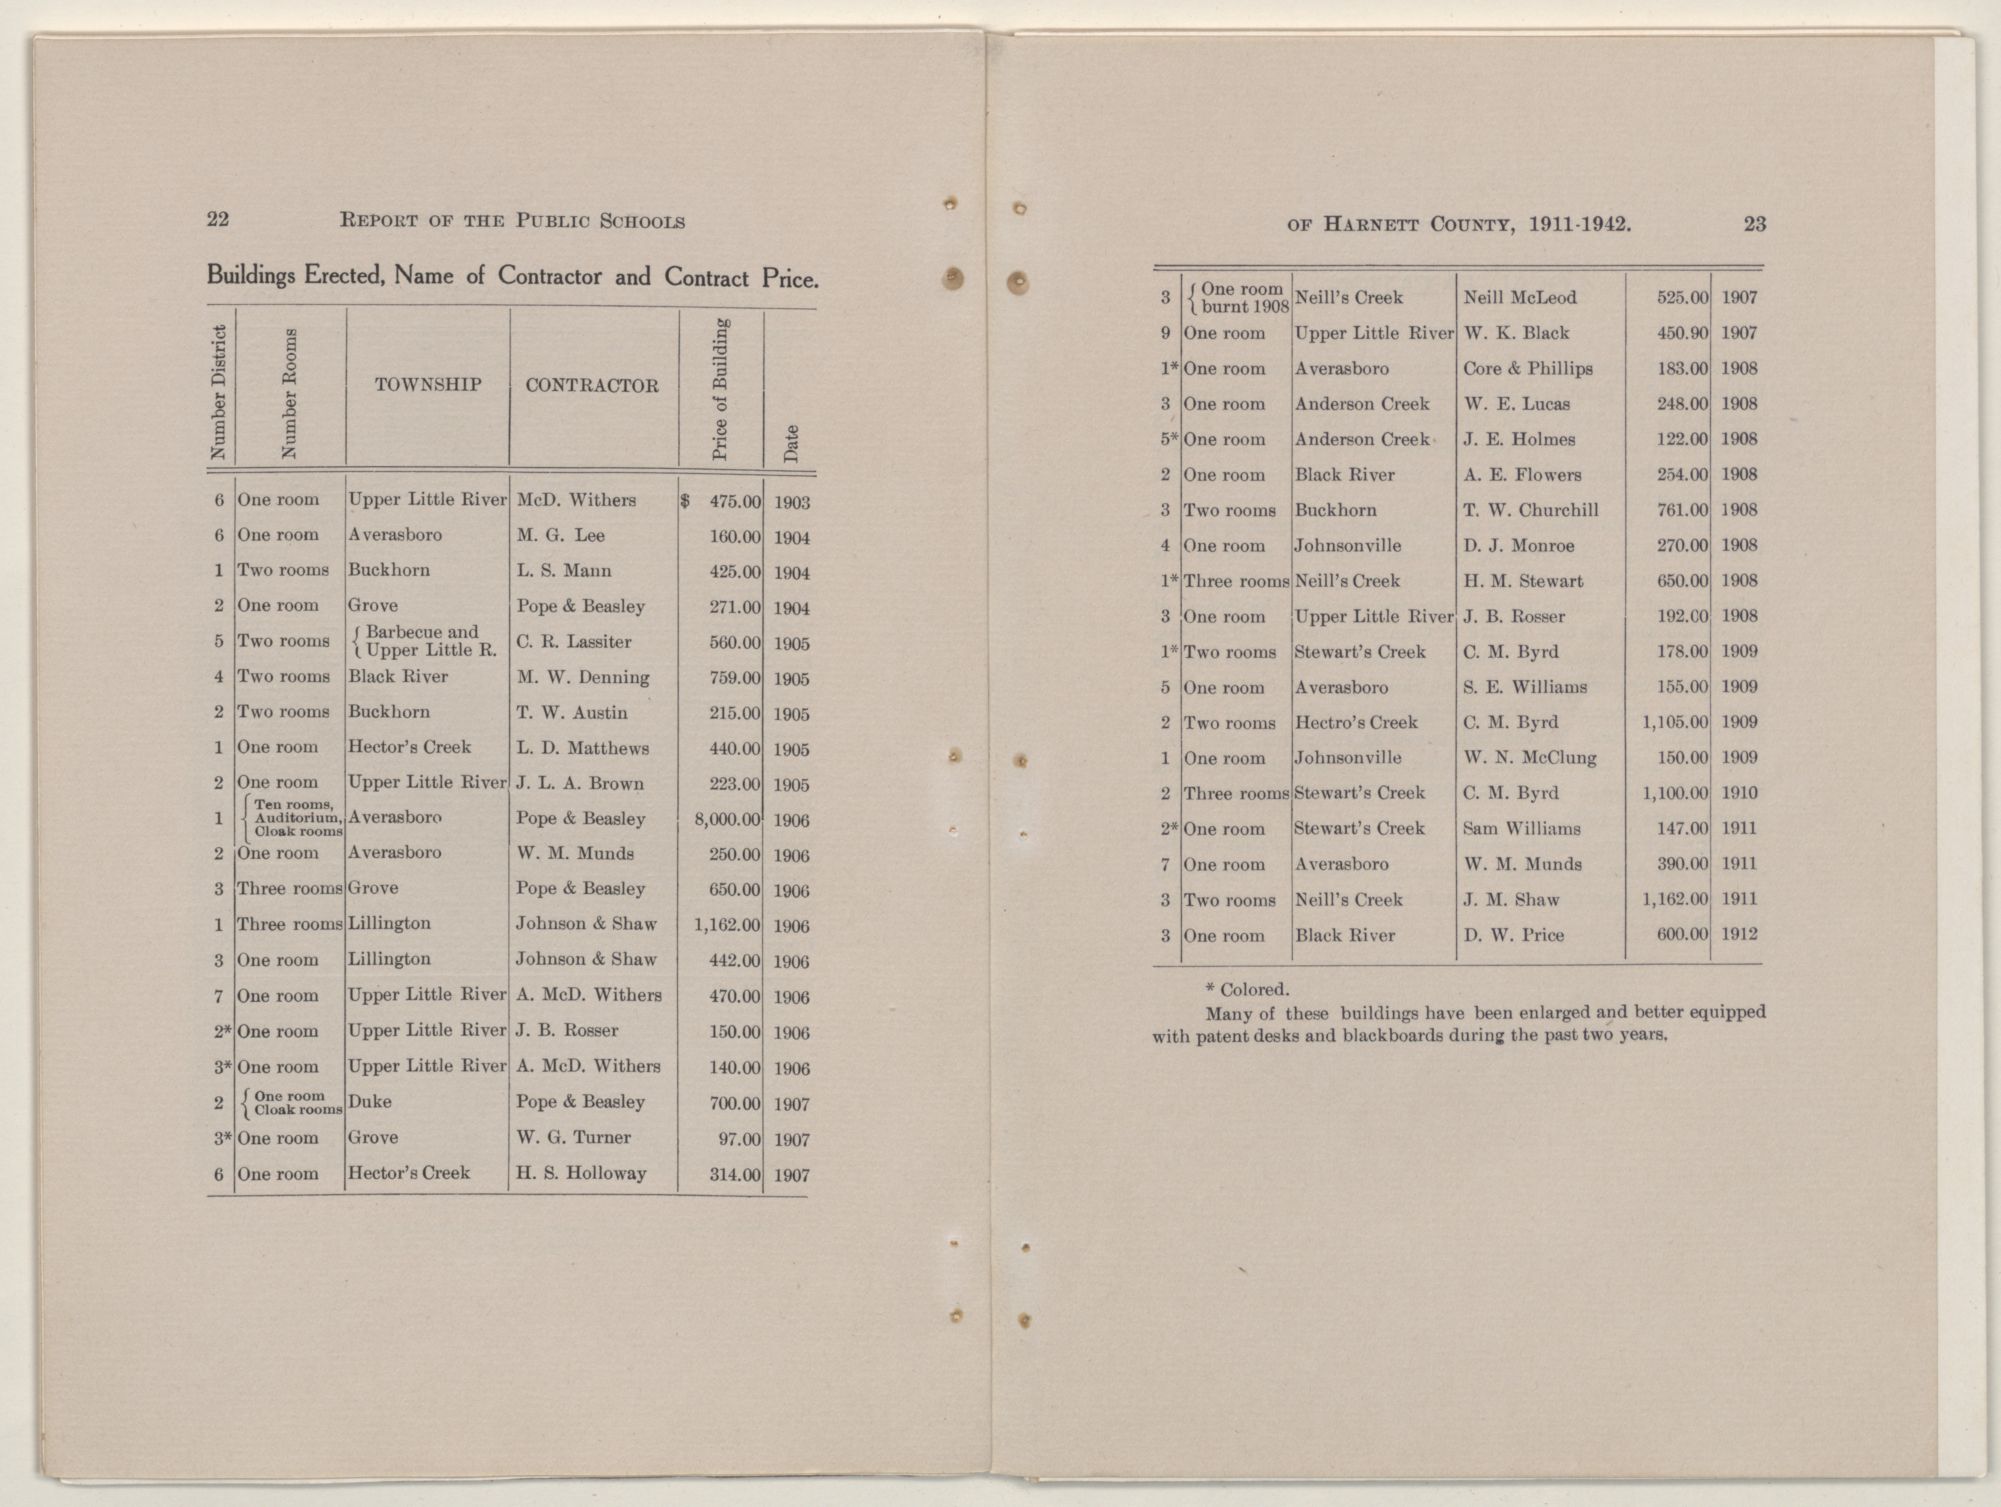 22 REPORT OF THE PUBLIC SCHOOLS
Buildings Erected, Name of Contractor and Contract Price.
Number District Number Rooms TOWNSHIP CONTRACTOR Price of Building Date
6 One room Upper Little River McD. Withers $ 475.00 1903
6 One room Averasboro M. G. Lee 160.00 1904
1 Two rooms Buckhorn L. S. Mann 425.00 1904
2 One room Grove Pope & Beasley 271.00 1904
5 Two rooms { Barbecue and Upper Little R. C. R. Lassiter 560.00 1905
4 Two rooms Black River M. W. Denning 759.00 1905
2 Two rooms Buckhorn T. W. Austin 215.00 1905
1 One room Hector's Creek L. D. Matthews 440.00 1905
2 One room Upper Little River J. L. A. Brown 223.00 1905
1 { Ten rooms, Auditorium, Cloak rooms Averasboro Pope & Beasley 8,000.00 1906
2 One room Averasboro W. M. Munds 250.00 1906
3 Three rooms Grove Pope & Beasley 650.00 1906
1 Three rooms Lillington Johnson & Shaw 1,162.00 1906
3 One room Lillington Johnson & Shaw 442.00 1906
7 One room Upper Little River A. McD. Withers 470.00 1906
2* One room Upper Little River J. B. Rosser 150.00 1906
3* One room Upper Little River A. McD. Withers 140.00 1906
2 { One room Cloak rooms Duke Pope & Beasley 700.00 1907
3* One room Grove W. G. Turner 97.00 1907
6 One room Hector's Creek H. S. Holloway 314.00 1907
OF HARNETT COUNTY, 1911-1942. 23
3 { One room burnt 1908 Neill's Creek Neill McLeod 525.00 1907
9 One room Upper Little River W. K. Black 450.90 1907
1* One room Averasboro Core & Phillips 183.00 1908
3 One room Anderson Creek W. E. Lucas 248.00 1908
5* One room Anderson Creek J. E. Holmes 122.00 1908
2 One room Black River A. E. Flowers 254.00 1908
3 Two rooms Buckhorn T. W. Churchill 761.00 1908
4 One room Johnsonville D. J. Monroe 270.00 1908
1* Three rooms Neill's Creek H. M. Stewart 650.00 1908
3 One room Upper Little River J. B. Rosser 192.00 1908
1* Two rooms Stewart's Creek C. M. Byrd 178.00 1909
5 One room Averasboro S. E. Williams 155.00 1909
2 Two rooms Hectro's Creek C. M. Byrd 1,105.00 1909
1 One room Johnsonville W. N. McClung 150.00 1909
2 Three rooms Stewart's Creek C. M. Byrd 1,100.00 1910
2* One room Stewart's Creek Sam Williams 147.00 1911
7 One room Averasboro W. M. Munds 390.00 1911
3 Two rooms Neill's Creek J. M. Shaw 1,162.00 1911
3 One room Black River D. W. Price 600.00 1912
* Colored.
Many of these buildings have been enlarged and better equipped
with patent desks and blackboards during the past two years.